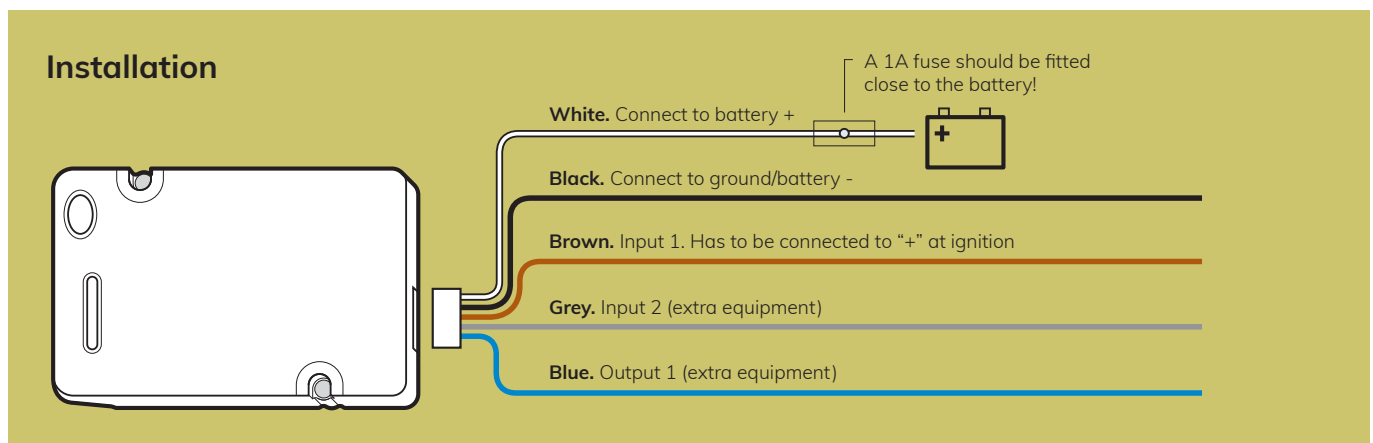 Installation
A 1A fuse should be fitted
close to the battery!
White. Connect to battery +
+
Black. Connect to ground/battery -
Brown. Input 1. Has to be connected to “+” at ignition
Grey. Input 2 (extra equipment)
Blue. Output 1 (extra equipment)